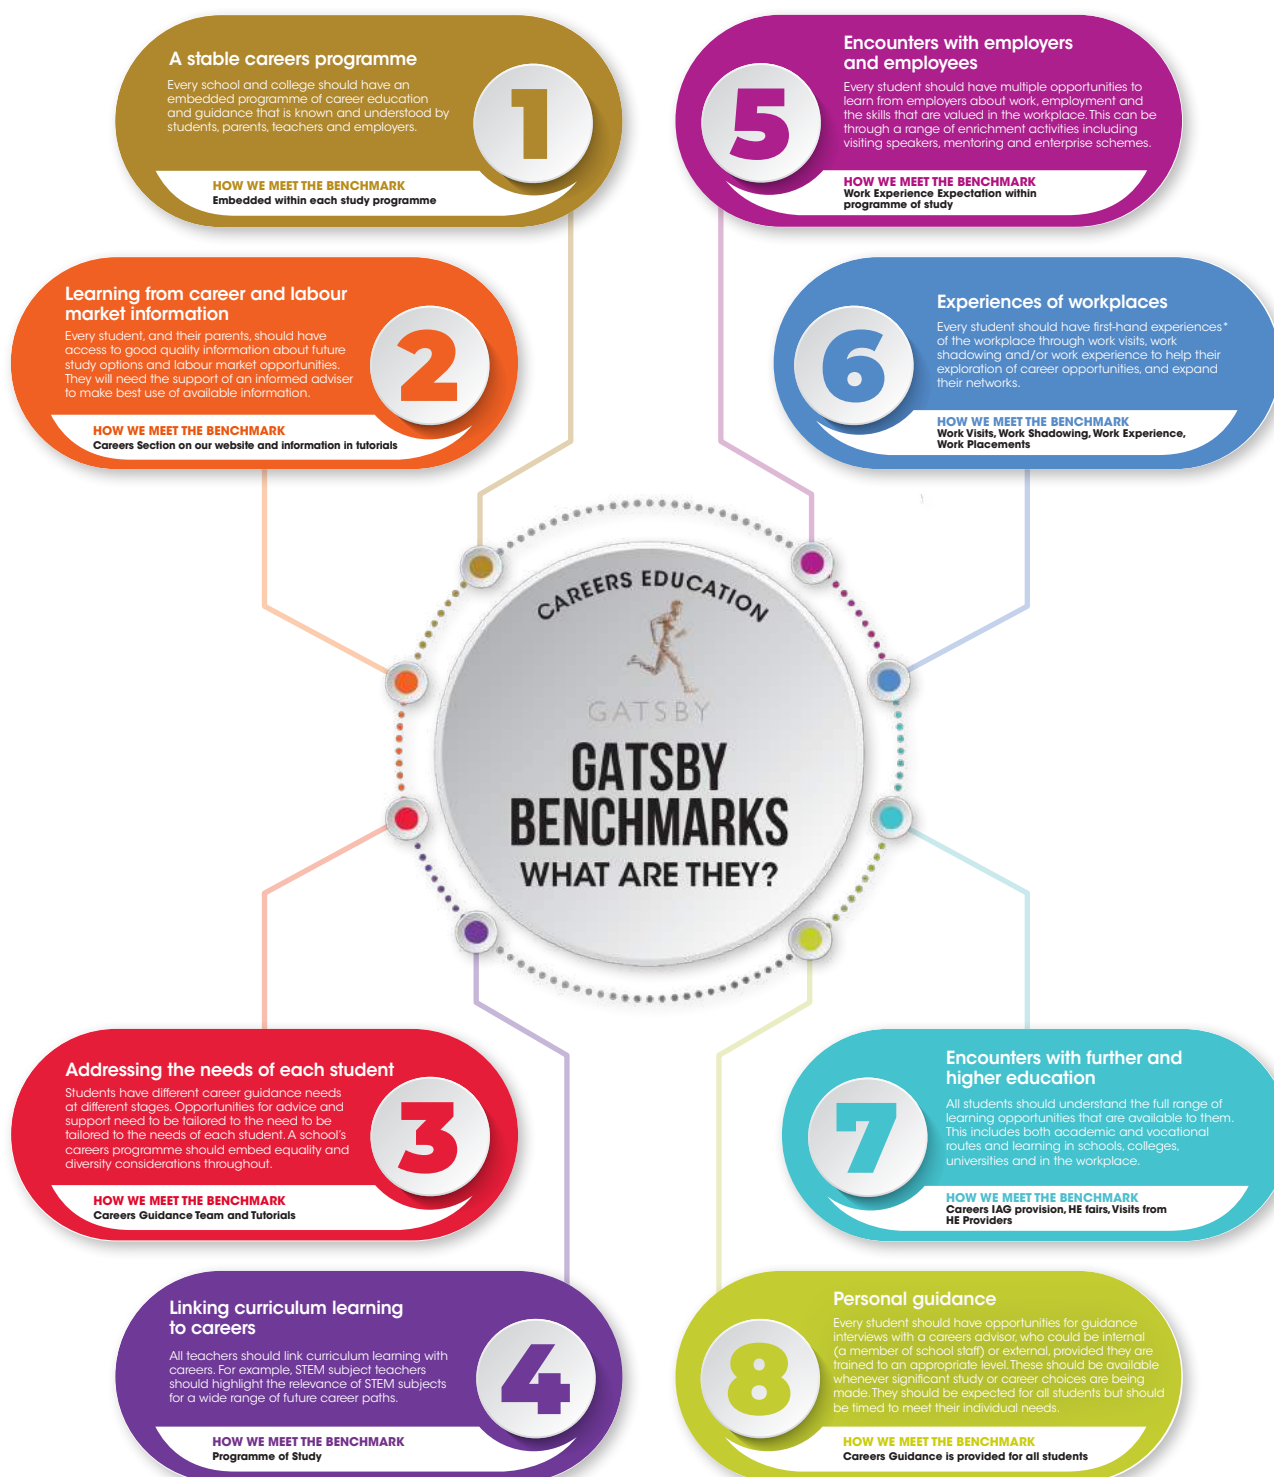 A stable careers programme
Every school and college should have an
embedded programme of career education
and guidance that is known and understood by
students, parents, teachers and employers.
1
HOW WE MEET THE BENCHMARK
Embedded within each study programme
Learning from career and labour
market information
Every student, and their parents, should have
access to good quality information about future
study options and labour market opportunities.
They will need the support of an informed adviser
to make best use of available information.
2
HOW WE MEET THE BENCHMARK
Careers Section on our website and information in tutorials
Encounters with employers
and employees
Every student should have multiple opportunities to
learn from employers about work, employment and
the skills that are valued in the workplace. This can be
through a range of enrichment activities including
visiting speakers, mentoring and enterprise schemes.
5
HOW WE MEET THE BENCHMARK
Work Experience Expectation within
programme of study
Experiences of workplaces
Every student should have first-hand experiences*
of the workplace through work visits, work
shadowing and/or work experience to help their
exploration of career opportunities, and expand
their networks.
6
HOW WE MEET THE BENCHMARK
Work Visits, Work Shadowing, Work Experience,
Work Placements
CAREERS EDUCATION
GATSBY
GATSBY
BENCHMARKS
WHAT ARE THEY?
Addressing the needs of each student
Students have different career guidance needs
at different stages. Opportunities for advice and
support need to be tailored to the need to be
tailored to the needs of each student. A school's
careers programme should embed equality and
diversity considerations throughout.
3
HOW WE MEET THE BENCHMARK
Careers Guidance Team and Tutorials
Linking curriculum learning
to careers
All teachers should link curriculum learning with
careers. For example, STEM subject teachers
should highlight the relevance of STEM subjects
for a wide range of future career paths.
4
HOW WE MEET THE BENCHMARK
Programme of Study
Encounters with further and
higher education
All students should understand the full range of
learning opportunities that are available to them.
This includes both academic and vocational
routes and learning in schools, colleges,
universities and in the workplace.
7
HOW WE MEET THE BENCHMARK
Careers IAG provision, HE fairs, Visits from
HE Providers
Personal guidance
Every student should have opportunities for guidance
interviews with a careers advisor, who could be internal
(a member of school staff) or external, provided they are
trained to an appropriate level. These should be available
whenever significant study or career choices are being
made. They should be expected for all students but should
be timed to meet their individual needs.
8
HOW WE MEET THE BENCHMARK
Careers Guidance is provided for all students